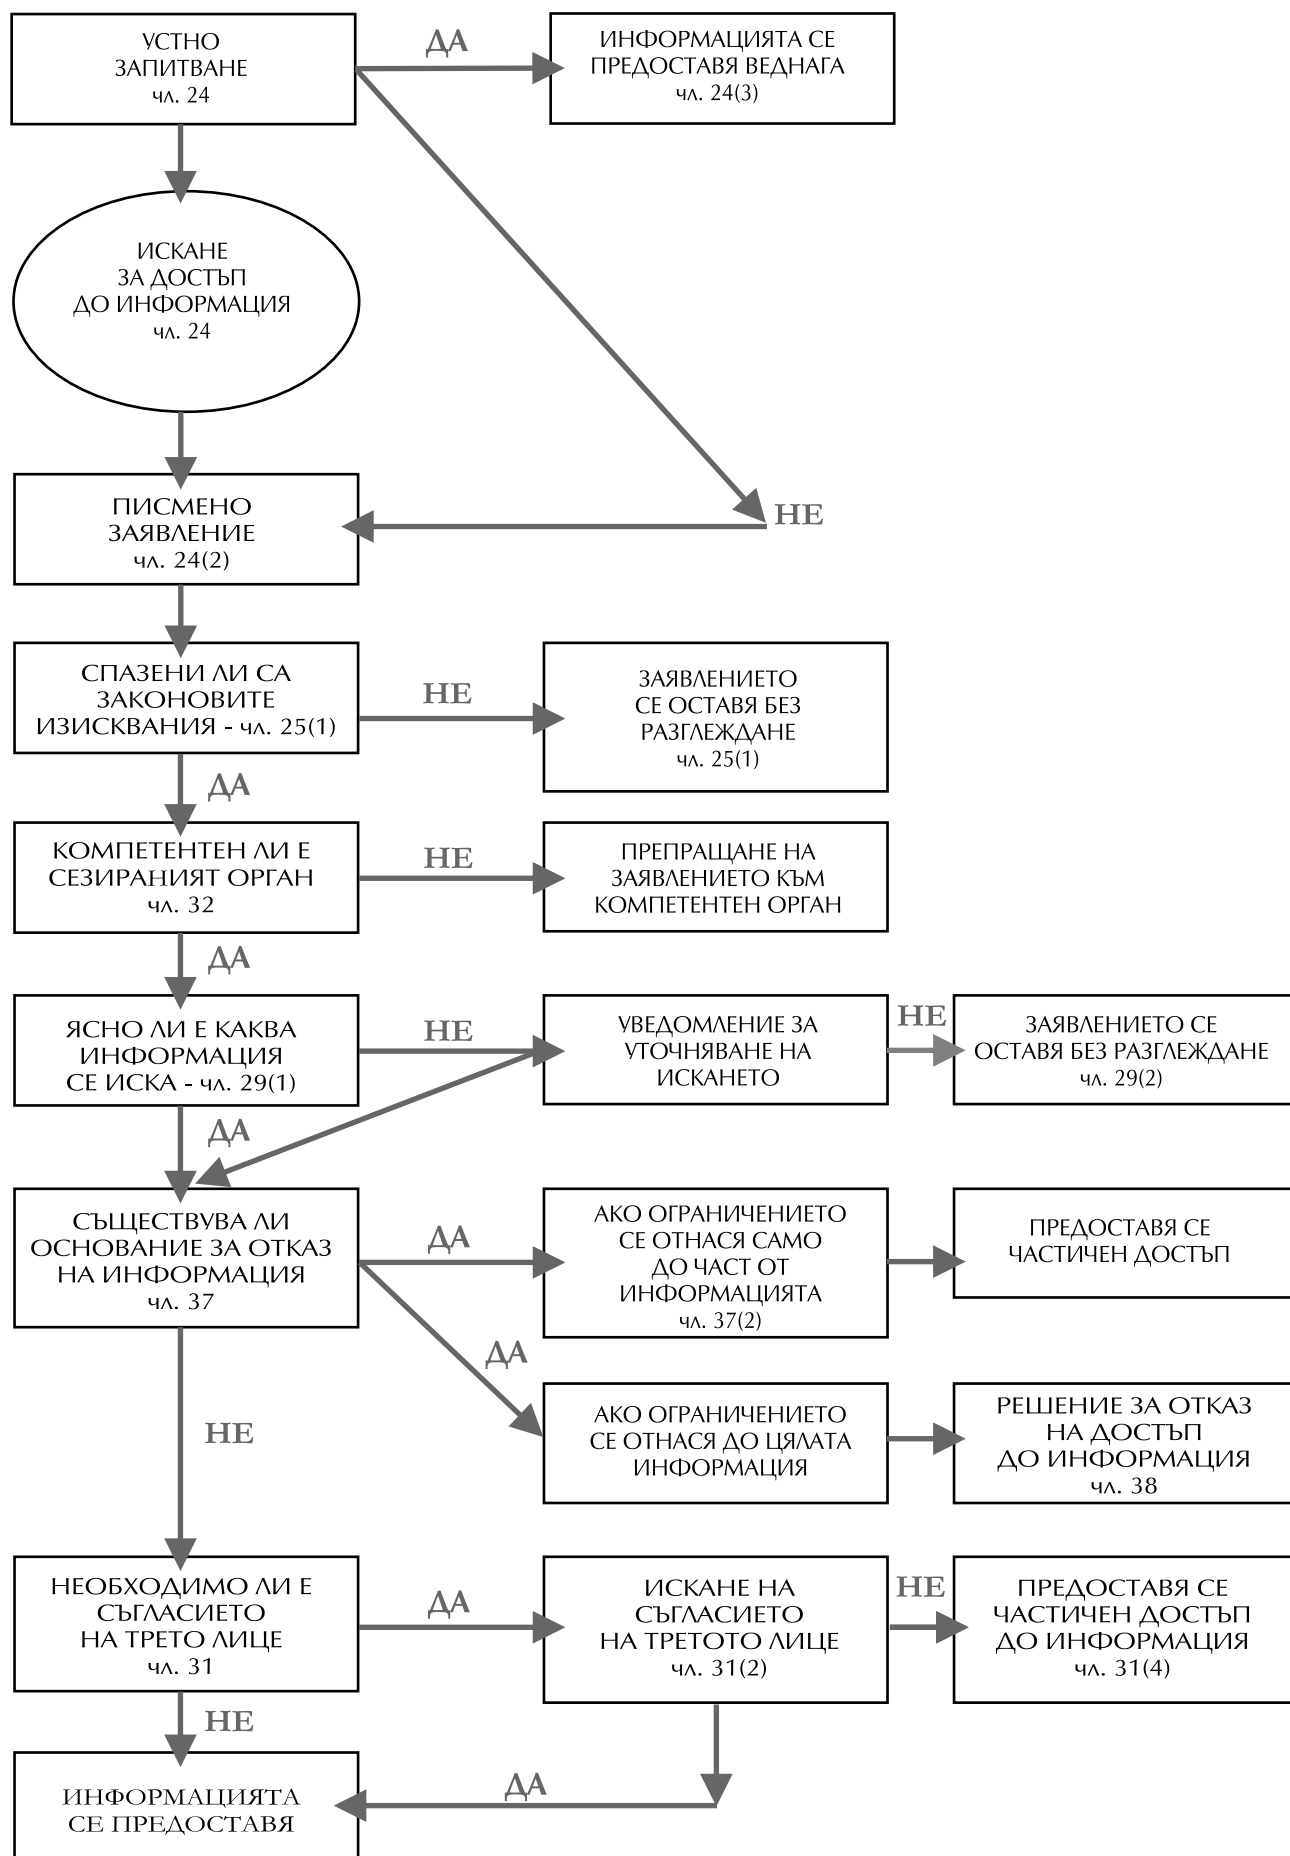 УСТНО
ЗАПИТВАНЕ
чл. 24
ДА
ИНФОРМАЦИЯТА СЕ
ПРЕДОСТАВЯ ВЕДНАГА
чл. 24(3)
ИСКАНЕ
ЗА ДОСТЪП
ДО ИНФОРМАЦИЯ
чл. 24
ПИСМЕНО
ЗАЯВЛЕНИЕ
чл. 24(2)
НЕ
СПАЗЕНИ ЛИ СА
ЗАКОНОВИТЕ
ИЗИСКВАНИЯ - чл. 25(1)
НЕ
ЗАЯВЛЕНИЕТО
СЕ ОСТАВЯ БЕЗ
РАЗГЛЕЖДАНЕ
чл. 25(1)
ДА
КОМПЕТЕНТЕН ЛИ Е
СЕЗИРАНИЯТ ОРГАН
чл. 32
НЕ
ПРЕПРАЩАНЕ НА
ЗАЯВЛЕНИЕТО КЪМ
КОМПЕТЕНТЕН ОРГАН
ДА
ЯСНО ЛИ Е КАКВА
ИНФОРМАЦИЯ
СЕ ИСКА - чл. 29(1)
НЕ
УВЕДОМЛЕНИЕ ЗА
УТОЧНЯВАНЕ НА
ИСКАНЕТО
НЕ
ЗАЯВЛЕНИЕТО СЕ
ОСТАВЯ БЕЗ РАЗГЛЕЖДАНЕ
чл. 29(2)
ДА
СЪЩЕСТВУВА ЛИ
ОСНОВАНИЕ ЗА ОТКАЗ
НА ИНФОРМАЦИЯ
чл. 37
ДА
АКО ОГРАНИЧЕНИЕТО
СЕ ОТНАСЯ САМО
ДО ЧАСТ ОТ
ИНФОРМАЦИЯТА
чл. 37(2)
ПРЕДОСТАВЯ СЕ
ЧАСТИЧЕН ДОСТЪП
ДА
АКО ОГРАНИЧЕНИЕТО
СЕ ОТНАСЯ ДО ЦЯЛАТА
ИНФОРМАЦИЯ
РЕШЕНИЕ ЗА ОТКАЗ
НА ДОСТЪП
ДО ИНФОРМАЦИЯ
чл. 38
НЕ
НЕОБХОДИМО ЛИ Е
СЪГЛАСИЕТО
НА ТРЕТО ЛИЦЕ
чл. 31
ДА
ИСКАНЕ НА
СЪГЛАСИЕТО
НА ТРЕТОТО ЛИЦЕ
чл. 31(2)
НЕ
ПРЕДОСТАВЯ СЕ
ЧАСТИЧЕН ДОСТЪП
ДО ИНФОРМАЦИЯ
чл. 31(4)
НЕ
ИНФОРМАЦИЯТА
СЕ ПРЕДОСТАВЯ
ДА